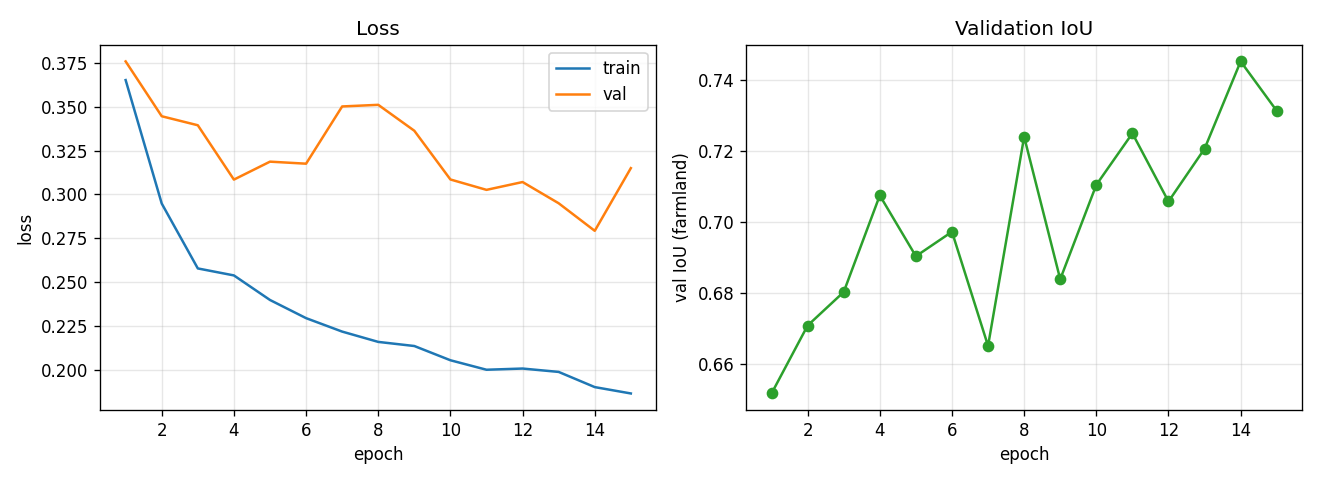 Loss
0.375
0.350
0.325
0.300
0.275
0.250
0.225
0.200
loss
train
val
2 4 6 8 10 12 14
epoch
Validation IoU
0.74
0.72
0.70
0.68
0.66
val IoU (farmland)
2 4 6 8 10 12 14
epoch